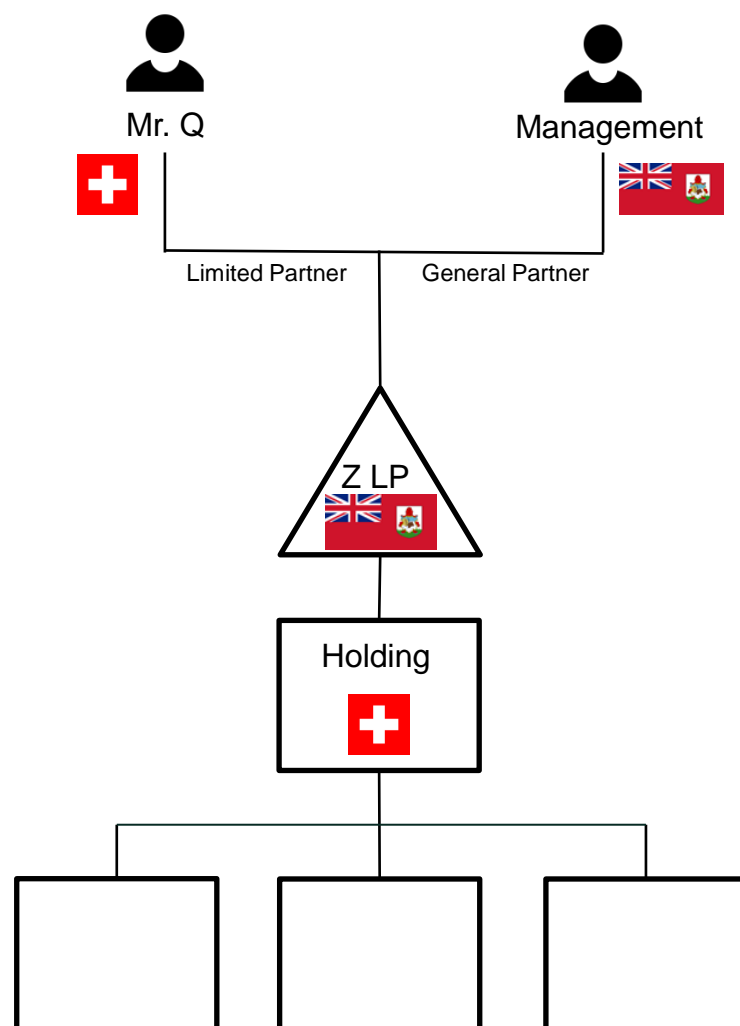 Mr. Q
Management
Limited Partner
General Partner
Z LP
Holding